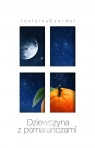 Jostein Gaarder
Dziewczyna
z pomarańczami